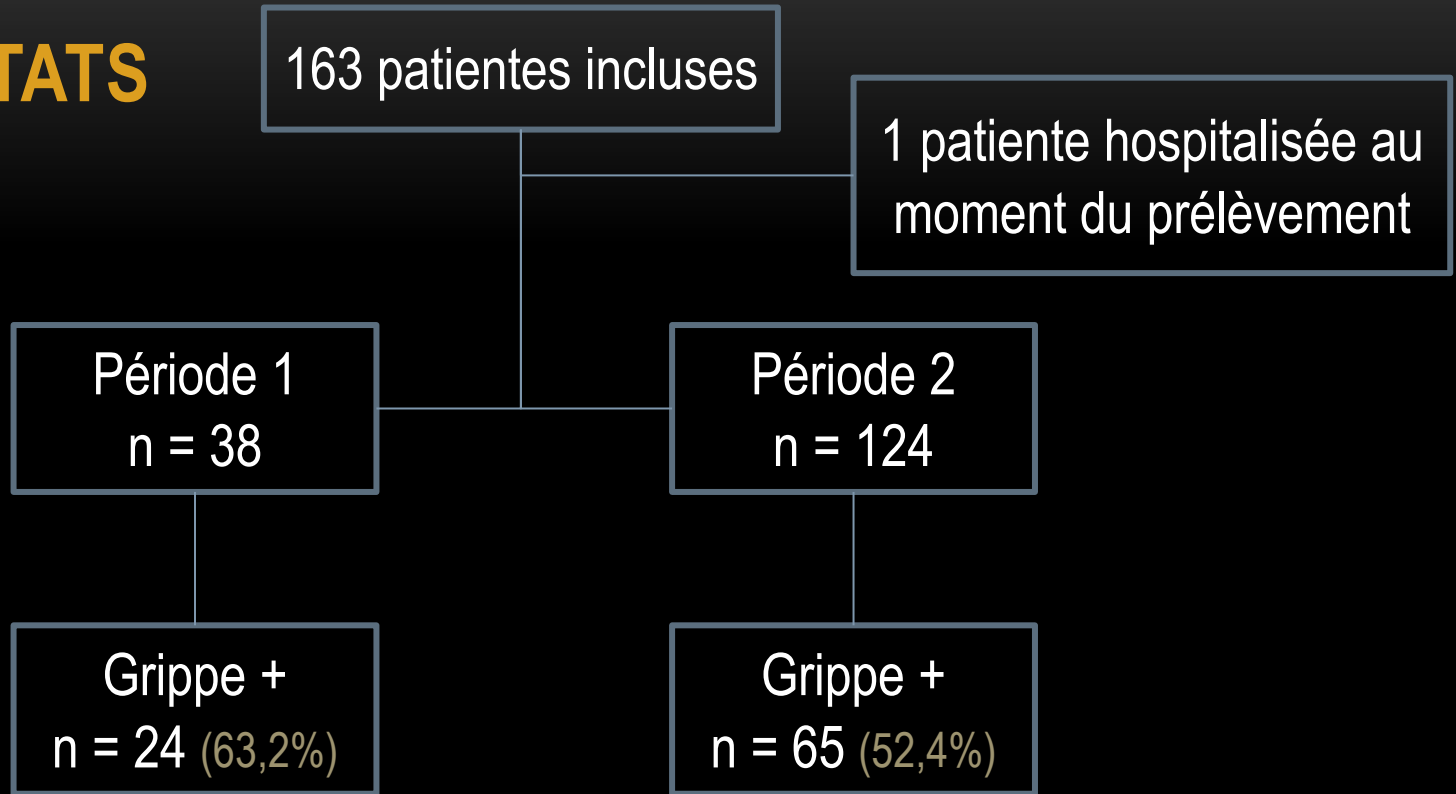 TATS
163 patientes incluses
1 patiente hospitalisée au
moment du prélèvement
Période 1
n = 38
Période 2
n = 124
Grippe +
n = 24 (63,2%)
Grippe +
n = 65 (52,4%)